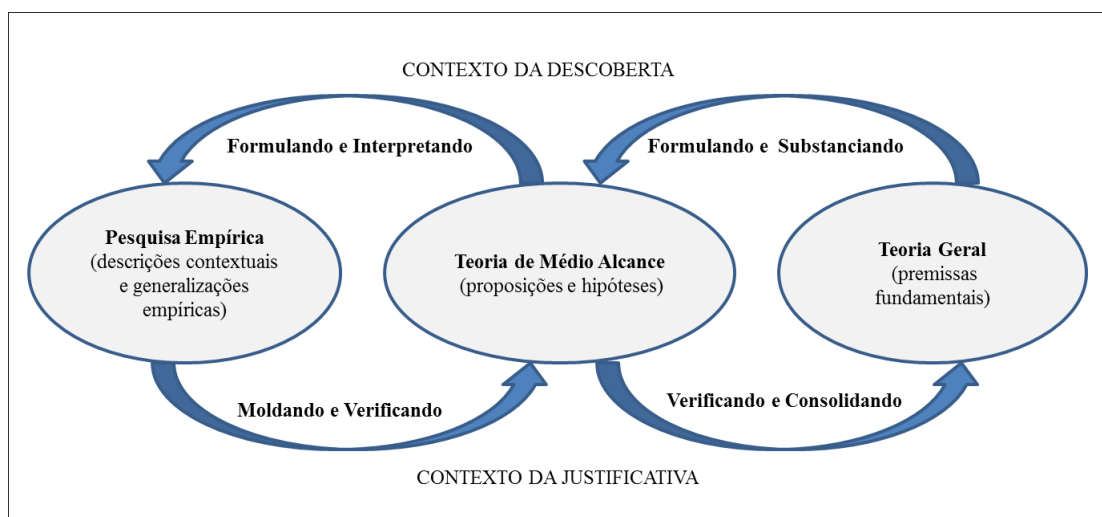 CONTEXTO DA DESCOBERTA
Formulando e Interpretando
Formulando e Substanciando
Pesquisa Empírica
(descrições contextuais
e generalizações
empíricas)
Teoria de Médio Alcance
(proposições e hipóteses)
Teoria Geral
(premissas
fundamentais)
Moldando e Verificando
Verificando e Consolidando
CONTEXTO DA JUSTIFICATIVA